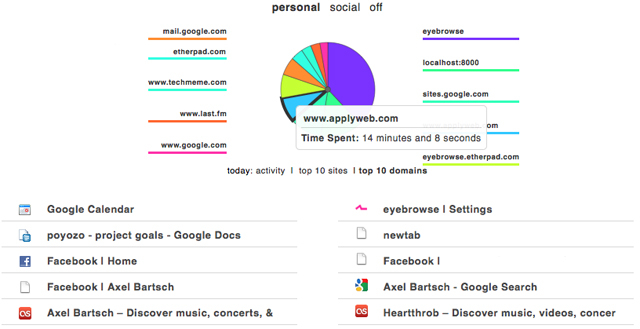 personal social off
mail.google.com
etherpad.com
www.techmeme.com
www.last.fm
www.google.com
eyebrowse
localhost:8000
sites.google.com
om.com
eyebrowse.etherpad.com
www.applyweb.com
Time Spent: 14 minutes and 8 seconds
today: activity | top 10 sites | top 10 domains
Google Calendar
poyozo - project goals - Google Docs
Facebook | Home
Facebook | Axel Bartsch
Axel Bartsch – Discover music, concerts, &
eyebrowse | Settings
newtab
Facebook |
Axel Bartsch - Google Search
Heartthrob – Discover music, videos, concer